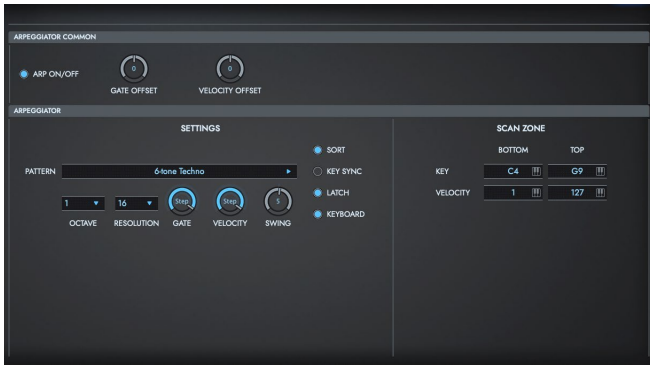 ARPEGGIATOR COMMON
ARP ON/OFF
0
0
GATE OFFSET
VELOCITY OFFSET
ARPEGGIATOR
SETTINGS
SCAN ZONE
SORT
BOTTOM TOP
PATTERN 6-tone Techno
KEY SYNC
KEY C4 G9
LATCH
VELOCITY 1 127
1 16 Step Step S
KEYBOARD
OCTAVE RESOLUTION GATE VELOCITY SWING